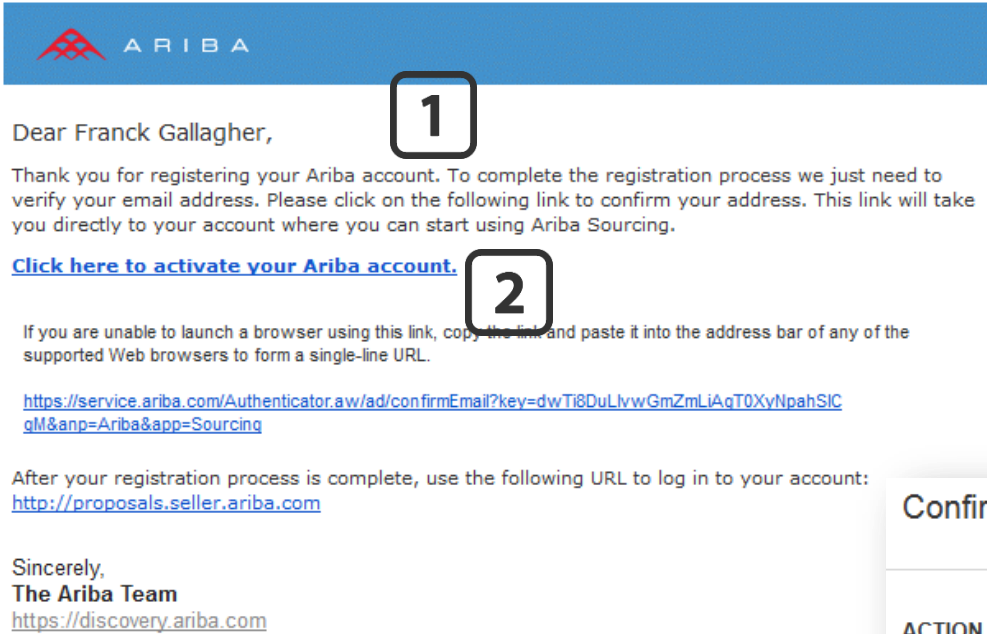 ARIBA
1
Dear Franck Gallagher,
Thank you for registering your Ariba account. To complete the registration process we just need to
verify your email address. Please click on the following link to confirm your address. This link will take
you directly to your account where you can start using Ariba Sourcing.
Click here to activate your Ariba account.
2
If you are unable to launch a browser using this link, copy the link and paste it into the address bar of any of the
supported Web browsers to form a single-line URL.
https://service.ariba.com/Authenticator.aw/ad/confirmEmail?key=dwTi8DuLlvwGmZmLiAgT0XyNpahSIC
gM&anp=Ariba&app=Sourcing
After your registration process is complete, use the following URL to log in to your account:
http://proposals.seller.ariba.com
Confir
Sincerely,
The Ariba Team
https://discovery.ariba.com
ACTION